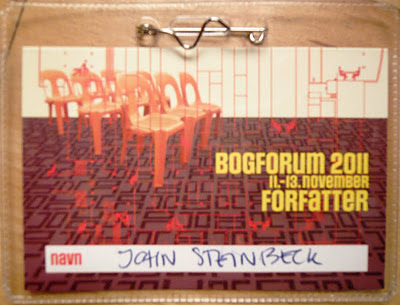 BOGFORUM 2011
11.-13. NOVEMBER
FORFATTER
navn JOHN STEINBECK